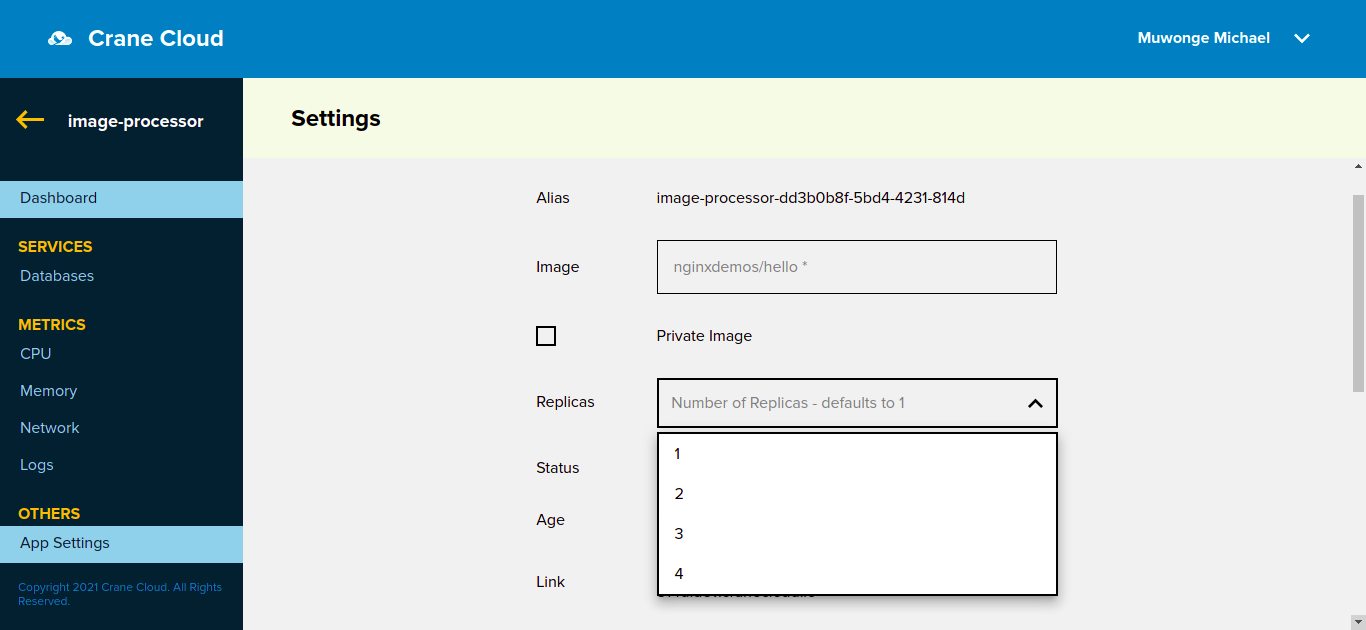 Crane Cloud
Muwonge Michael
image-processor
Dashboard
SERVICES
Databases
METRICS
CPU
Memory
Network
Logs
OTHERS
App Settings
Copyright 2021 Crane Cloud. All Rights
Reserved.
Settings
Alias
image-processor-dd3b0b8f-5bd4-4231-814d
Image
nginxdemos/hello *
Private Image
Replicas
Number of Replicas - defaults to 1
1
2
3
4
Status
Age
Link